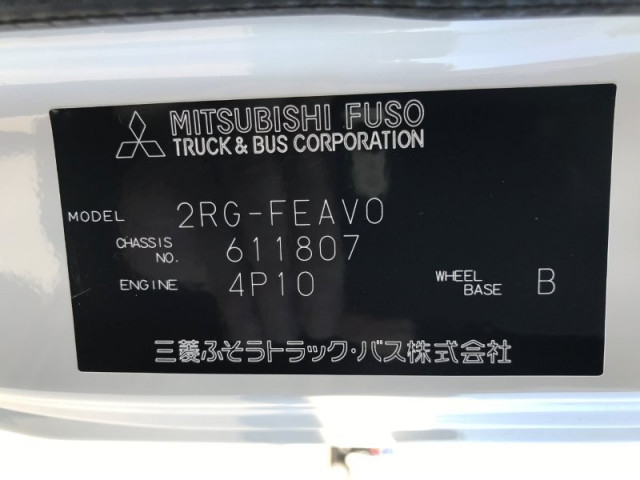 MITSUBISHI FUSO
TRUCK & BUS CORPORATION
MODEL 2RG-FEAV0
CHASSIS NO. 611807
ENGINE 4P10 WHEEL BASE B
三菱ふそうトラック・バス株式会社